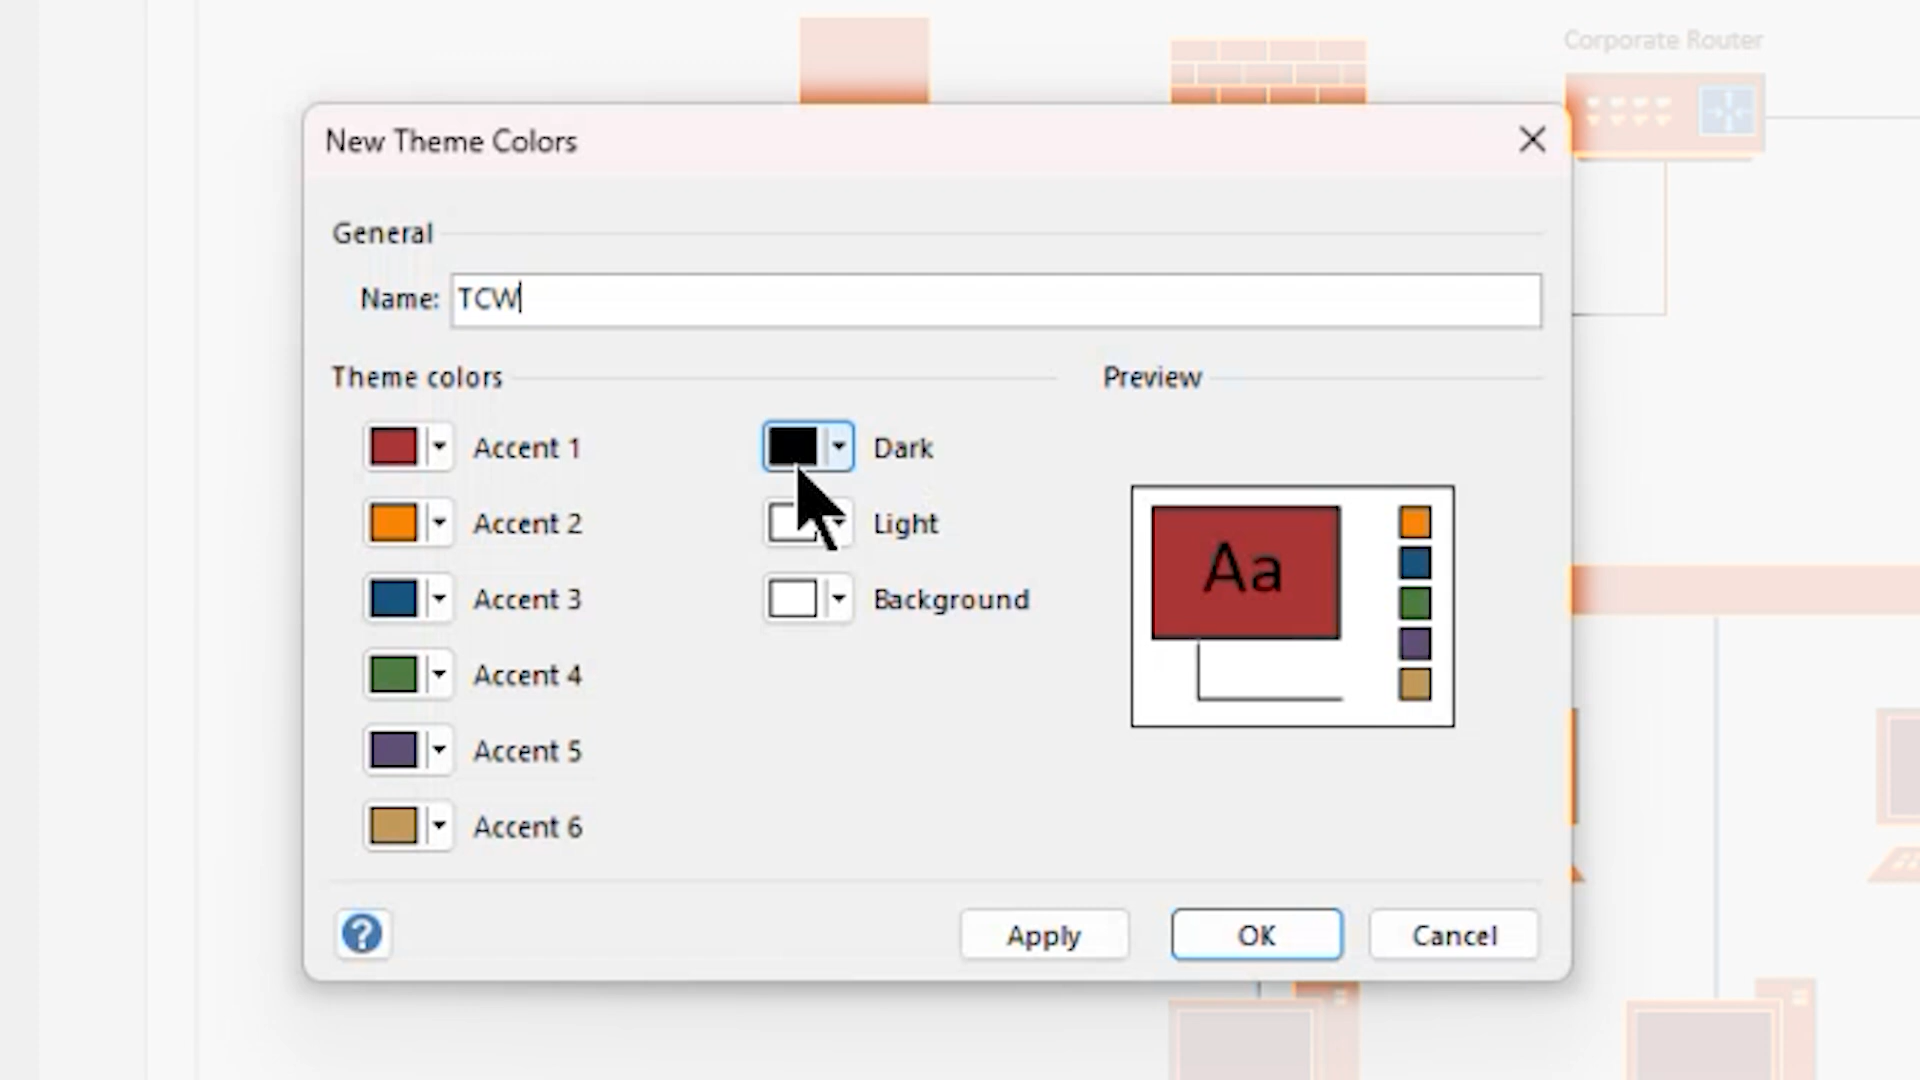 Corporate Router
New Theme Colors
General
Name: TCW
Theme colors
Preview
Accent 1
Dark
Accent 2
Light
Accent 3
Background
Accent 4
Accent 5
Accent 6
Aa
?
Apply
OK
Cancel